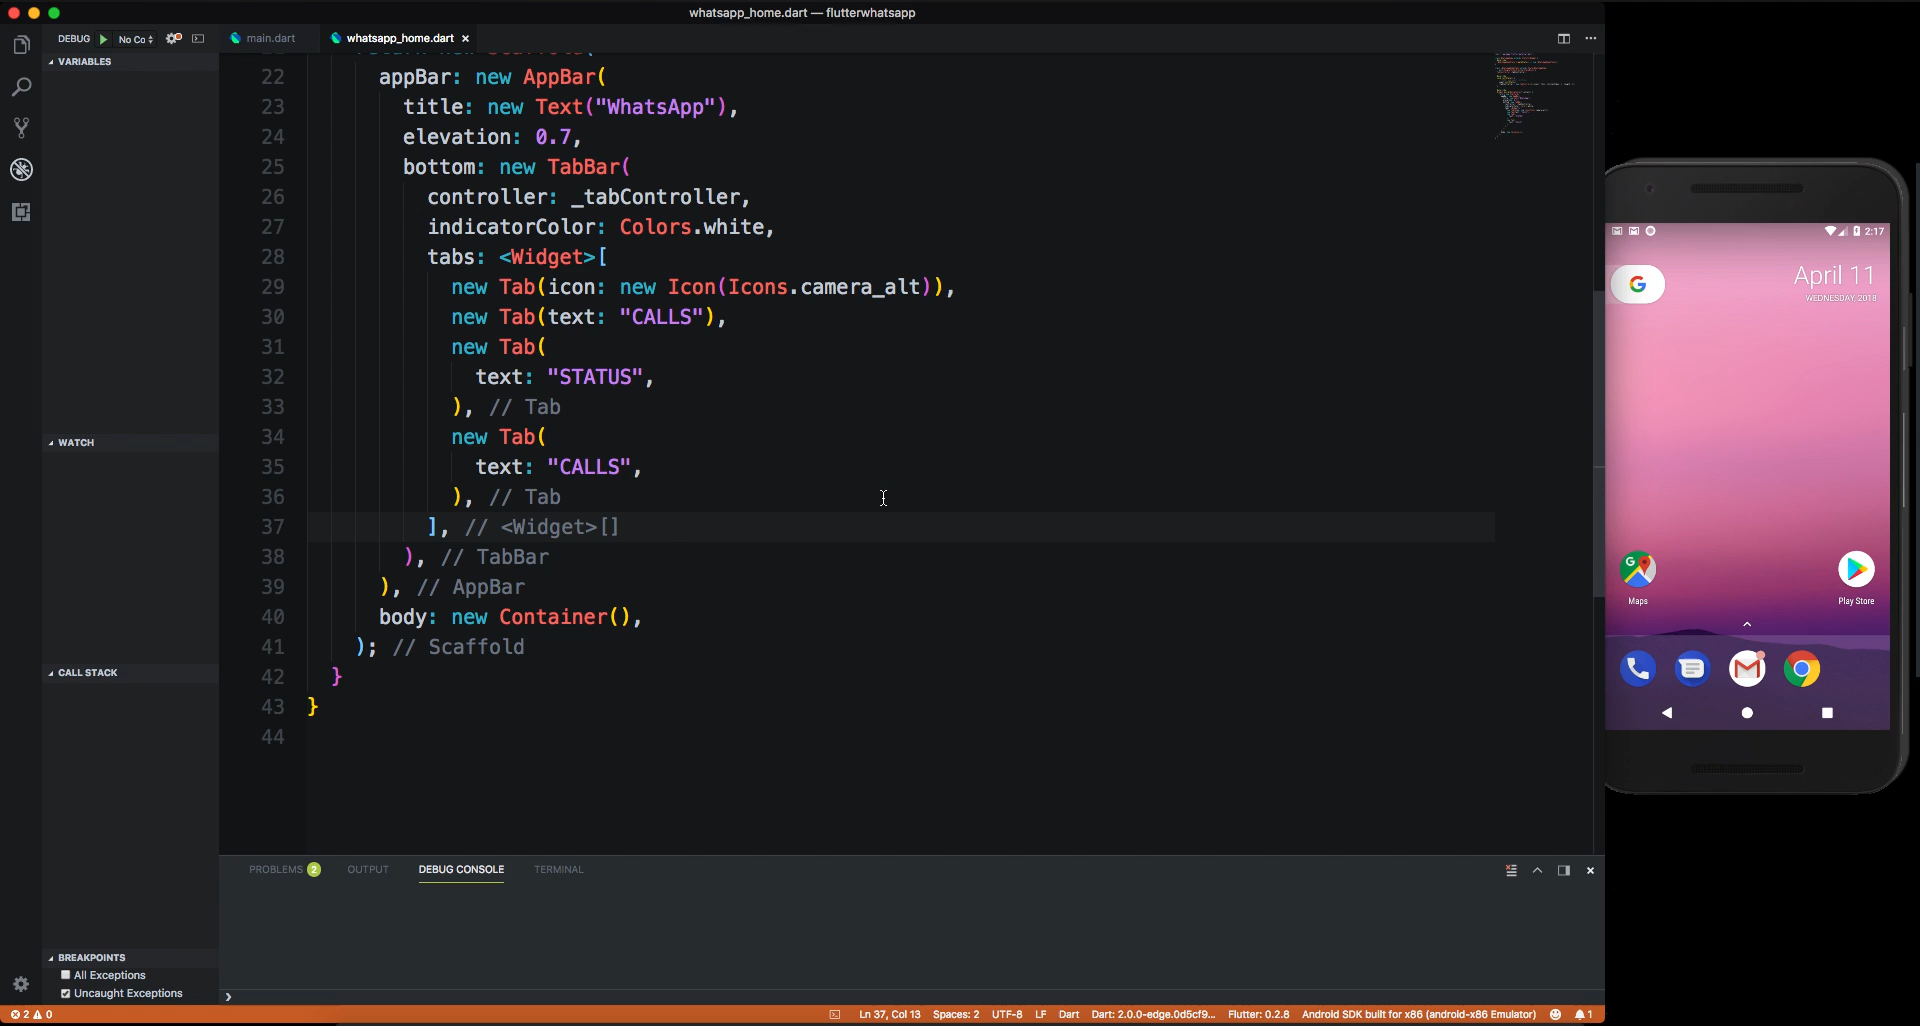 whatsapp_home.dart — flutterwhatsapp
DEBUG No Co
main.dart
whatsapp_home.dart
VARIABLES
WATCH
CALL STACK
BREAKPOINTS
All Exceptions
Uncaught Exceptions
22 appBar: new AppBar(
23 title: new Text("WhatsApp"),
24 elevation: 0.7,
25 bottom: new TabBar(
26 controller: _tabController,
27 indicatorColor: Colors.white,
28 tabs: <Widget>[
29 new Tab(icon: new Icon(Icons.camera_alt)),
30 new Tab(text: "CALLS"),
31 new Tab(
32 text: "STATUS",
33 ), // Tab
34 new Tab(
35 text: "CALLS",
36 ), // Tab
37 ], // <Widget>[]
38 ), // TabBar
39 ), // AppBar
40 body: new Container(),
41 ); // Scaffold
42 }
43 }
44
PROBLEMS 2 OUTPUT DEBUG CONSOLE TERMINAL
2 0
Ln 37, Col 13 Spaces: 2 UTF-8 LF Dart Dart: 2.0.0-edge.0d5cf9... Flutter: 0.2.8 Android SDK built for x86 (android-x86 Emulator) 1
2:17
G
April 11
WEDNESDAY, 2018
Maps
Play Store